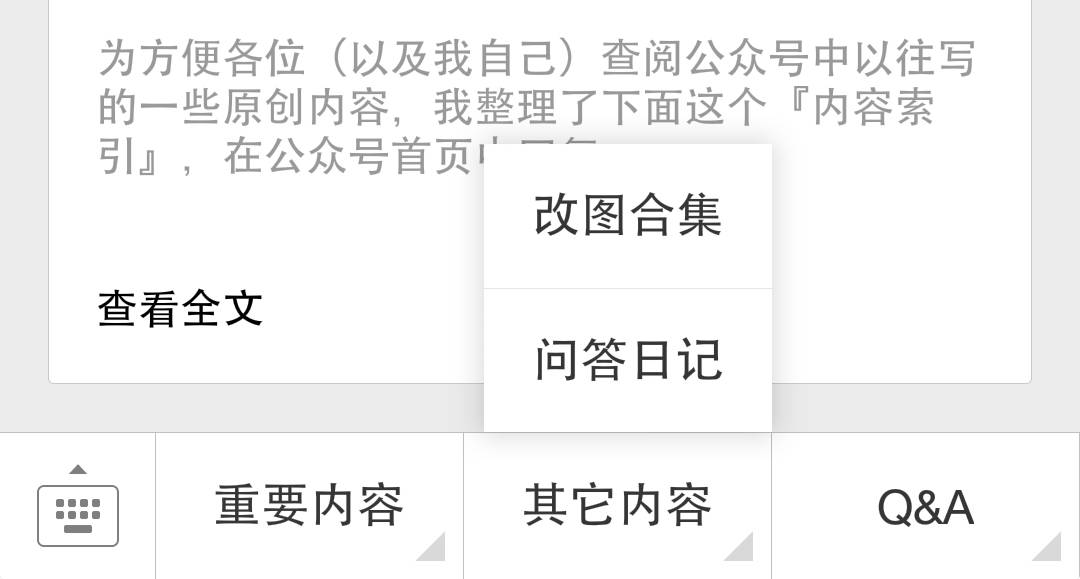 为方便各位（以及我自己）查阅公众号中以往写
的一些原创内容，我整理了下面这个『内容索
引』，在公众号首页
改图合集
查看全文
问答日记
重要内容
其它内容
Q&A